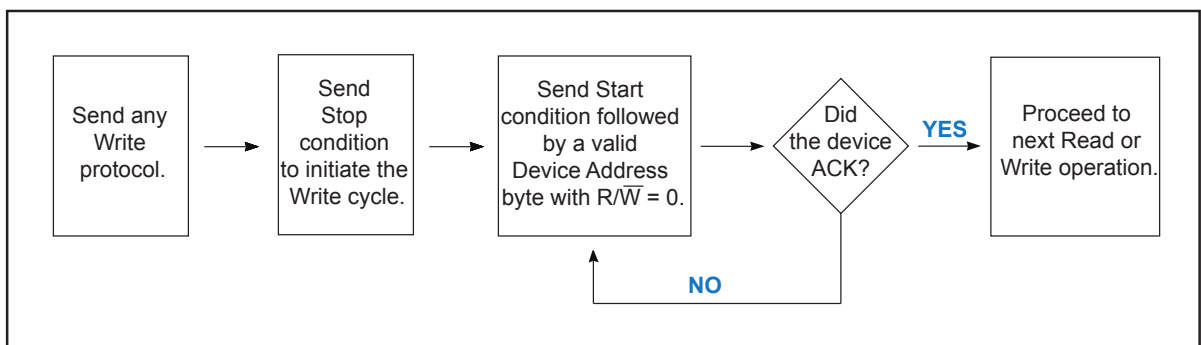 Send any
Write
protocol.
Send
Stop
condition
to initiate the
Write cycle.
Send Start
condition followed
by a valid
Device Address
byte with R/W̅ = 0.
Did
the device
ACK?
YES
NO
Proceed to
next Read or
Write operation.